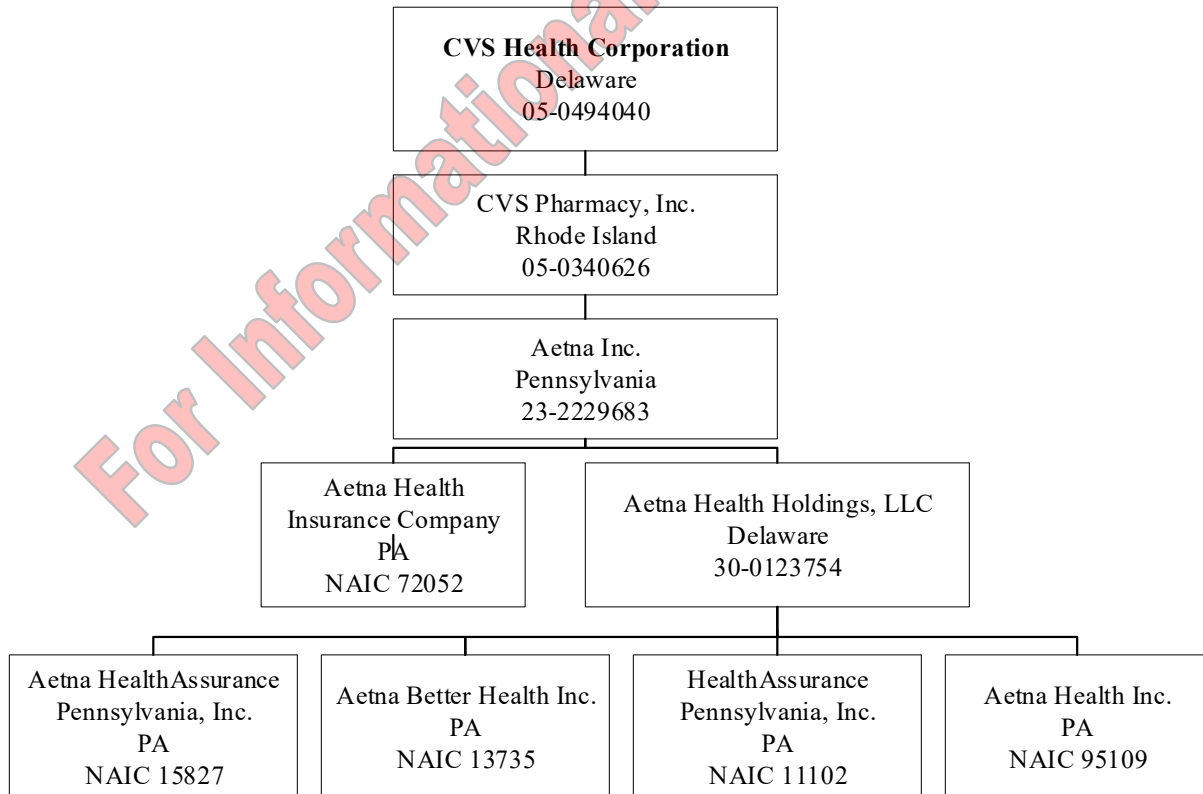 CVS Health Corporation
Delaware
05-0494040
CVS Pharmacy, Inc.
Rhode Island
05-0340626
Aetna Inc.
Pennsylvania
23-2229683
Aetna Health
Insurance Company
PA
NAIC 72052
Aetna Health Holdings, LLC
Delaware
30-0123754
Aetna HealthAssurance
Pennsylvania, Inc.
PA
NAIC 15827
Aetna Better Health Inc.
PA
NAIC 13735
HealthAssurance
Pennsylvania, Inc.
PA
NAIC 11102
Aetna Health Inc.
PA
NAIC 95109
For Informational